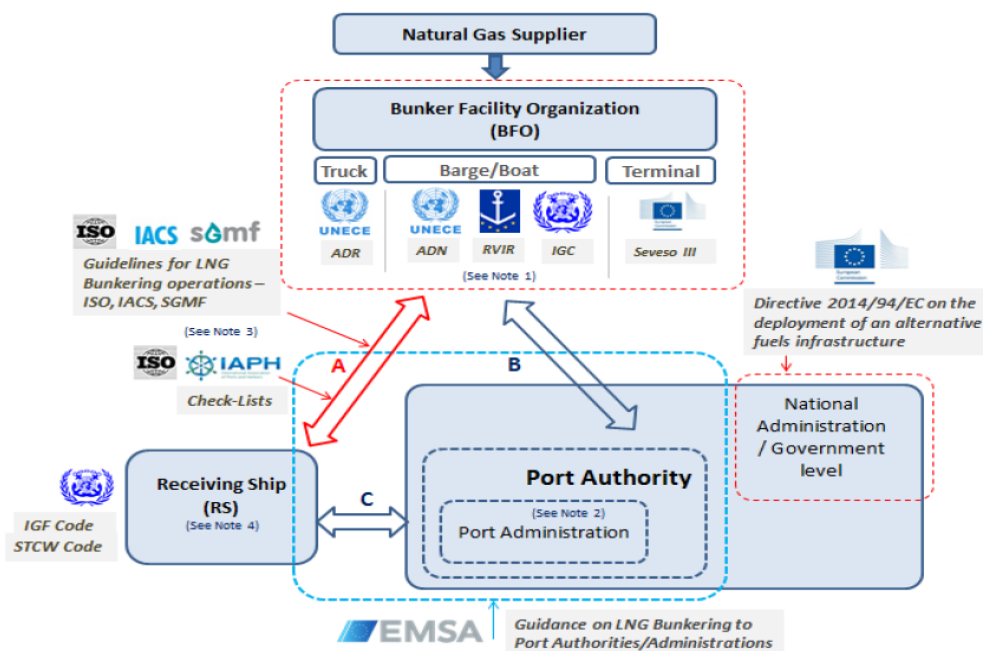 Natural Gas Supplier
Bunker Facility Organization
(BFO)
Truck
Barge/Boat
Terminal
UNECE
UNECE
European
Commission
ADR
ADN
RVIR
IGC
Seveso III
(See Note 1)
ISO IACS sGmf
Guidelines for LNG
Bunkering operations –
ISO, IACS, SGMF
(See Note 3)
ISO IAPH
Check-Lists
A
B
European
Commission
Directive 2014/94/EC on the
deployment of an alternative
fuels infrastructure
National
Administration
/ Government
level
Receiving Ship
(RS)
(See Note 4)
IGF Code
STCW Code
C
Port Authority
(See Note 2)
Port Administration
EMSA
Guidance on LNG Bunkering to
Port Authorities/Administrations